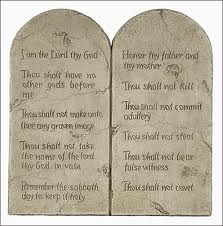 I am the Lord thy God
Thou shalt have no
other gods before
me
Thou shalt not make unto
thee any graven image
Thou shalt not take
the name of the lord
thy God in vain
Remember the sabbath
day to keep it holy
Honor thy father and
thy mother
Thou shalt not kill
Thou shalt not commit
adultery
Thou shalt not steal
Thou shalt not bear
false witness
Thou shalt not covet